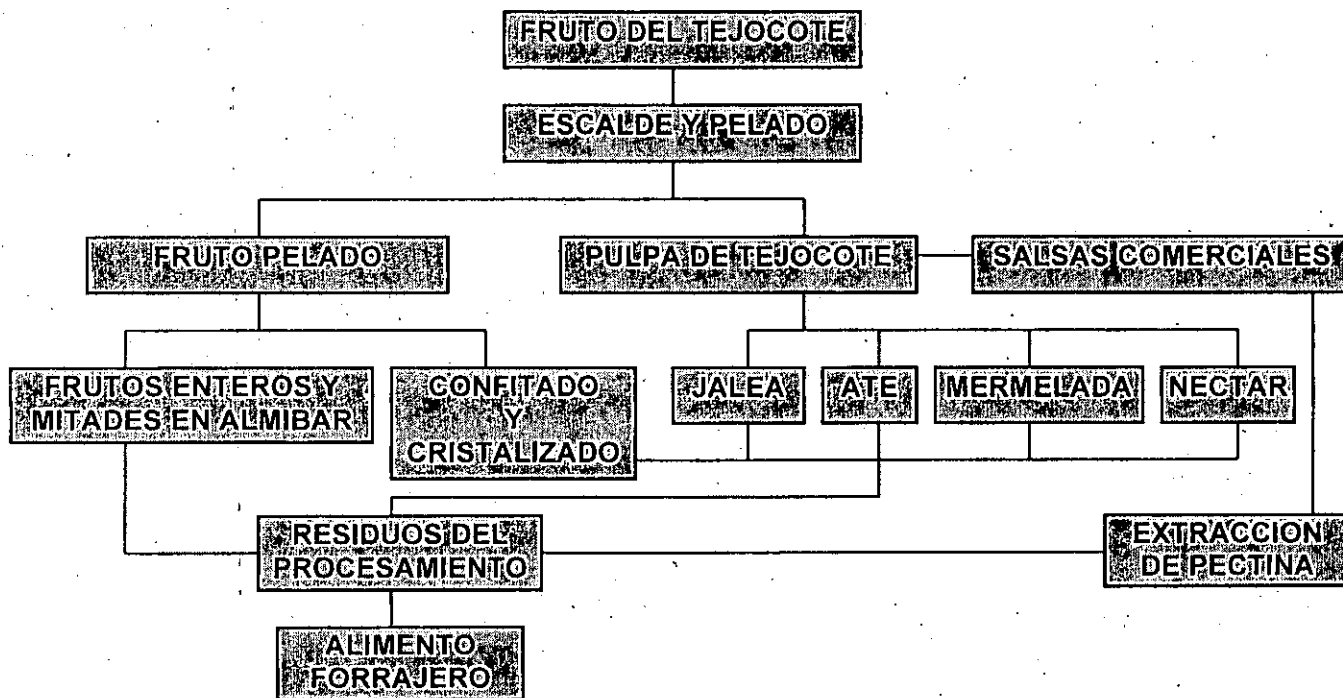 FRUTO DEL TEJOCOTE
ESCALDE Y PELADO
FRUTO PELADO
PULPA DE TEJOCOTE
SALSAS COMERCIALES
FRUTOS ENTEROS Y
MITADES EN ALMIBAR
CONFITADO
Y
CRISTALIZADO
JALEA
ATE
MERMELADA
NECTAR
RESIDUOS DEL
PROCESAMIENTO
EXTRACCION
DE PECTINA
ALIMENTO
FORRAJERO